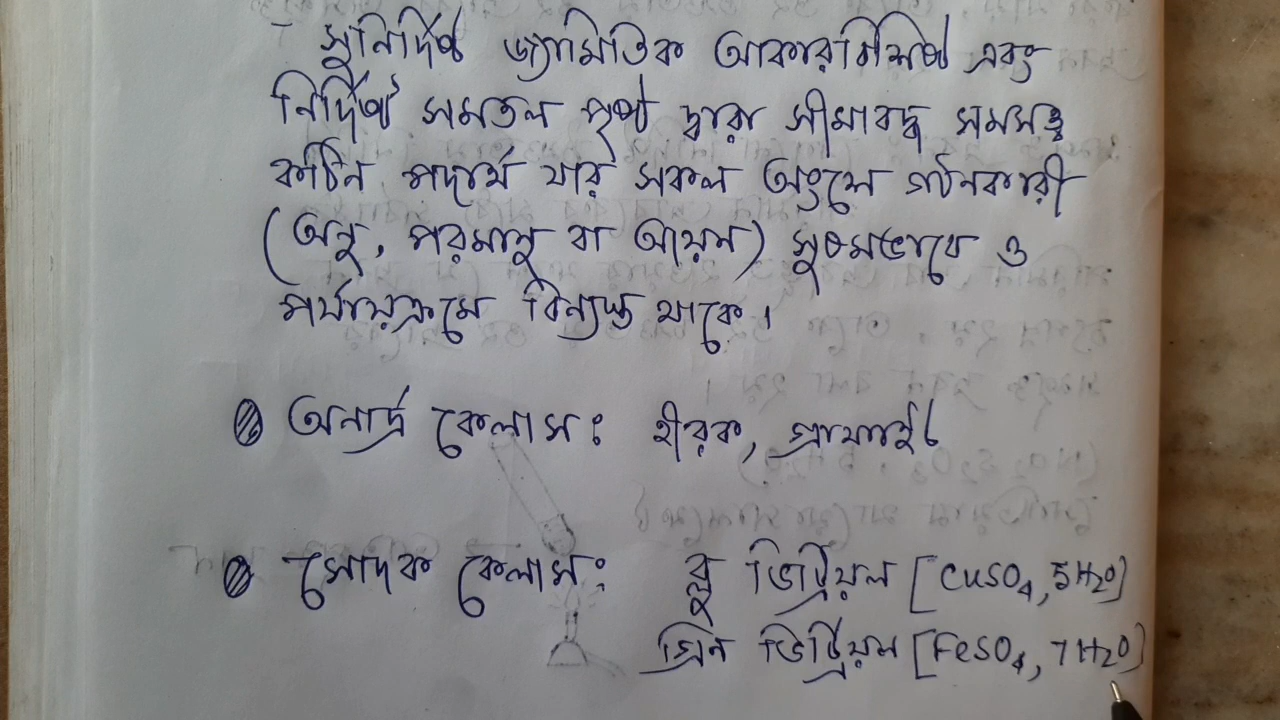 সুনির্দিষ্ট জ্যামিতিক আকারবিশিষ্ট এবং
নির্দিষ্ট সমতল পৃষ্ঠ দ্বারা সীমাবদ্ধ সমসত্ত্ব
কঠিন পদার্থ যার সকল অংশে গঠনকারী
(অনু, পরমানু বা আয়ন) সুষমভাবে ও
পর্যায়ক্রমে বিন্যস্ত থাকে।
অনার্দ্র কেলাস: হীরক, গ্রাফাইট
সোদক কেলাস: ব্লু ভিট্রিয়ল [CuSO₄, 5H₂O)
গ্রিন ভিট্রিয়ল [FeSO₄, 7H₂O)